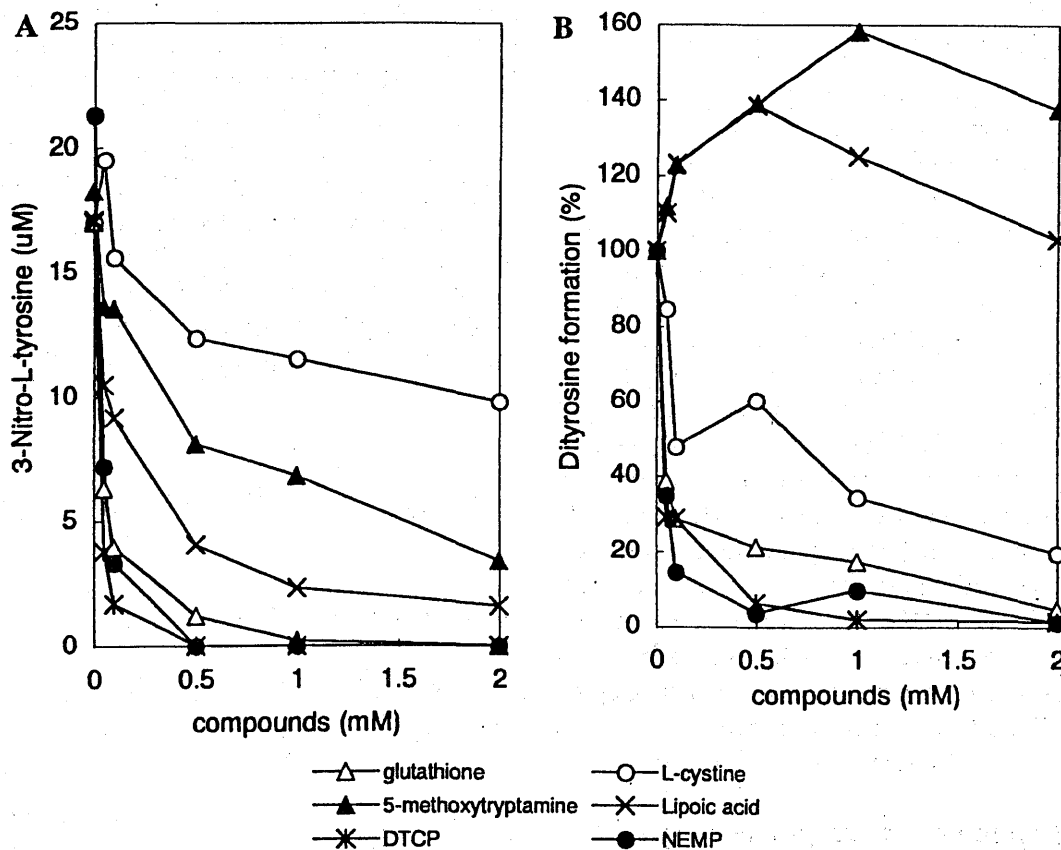 A
3-Nitro-L-tyrosine (uM)
25
20
15
10
5
0
0 0.5 1 1.5 2
compounds (mM)
B
Dityrosine formation (%)
160
140
120
100
80
60
40
20
0
0 0.5 1 1.5 2
compounds (mM)
glutathione
L-cystine
5-methoxytryptamine
Lipoic acid
DTCP
NEMP